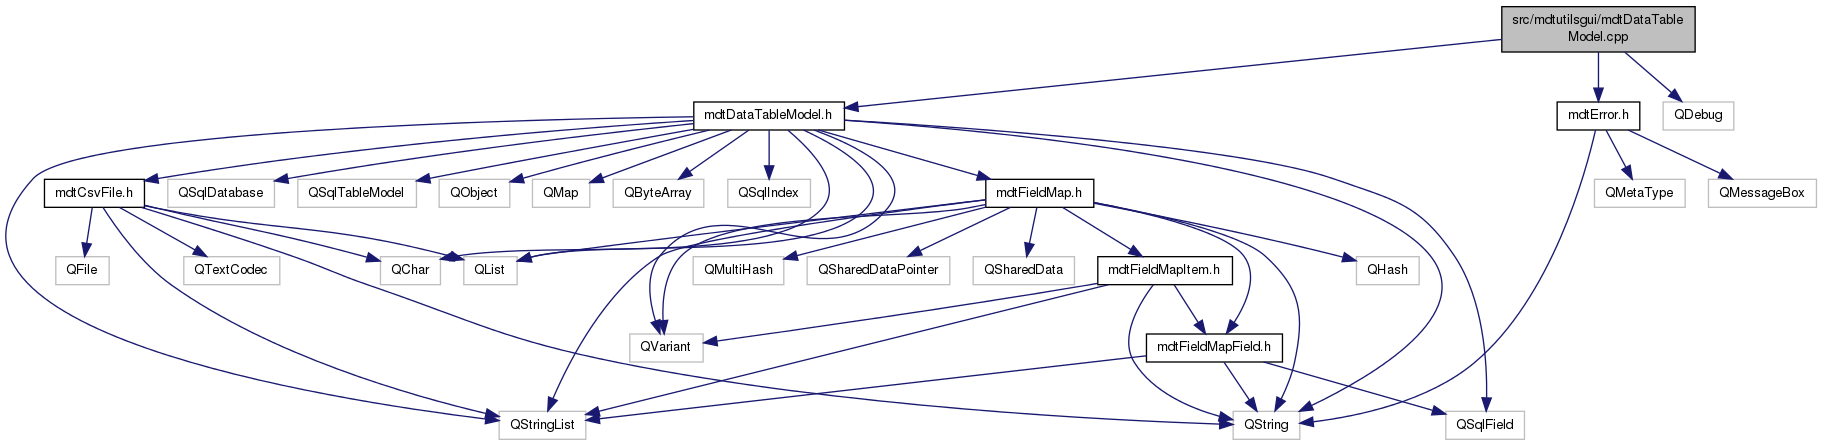 src/mdtutilsgui/mdtDataTable
Model.cpp
mdtDataTableModel.h
mdtError.h
QDebug
mdtCsvFile.h
QSqlDatabase
QSqlTableModel
QObject
QMap
QByteArray
QSqlIndex
mdtFieldMap.h
QMetaType
QMessageBox
QFile
QTextCodec
QChar
QList
QMultiHash
QSharedDataPointer
QSharedData
mdtFieldMapItem.h
QHash
QVariant
mdtFieldMapField.h
QStringList
QString
QSqlField